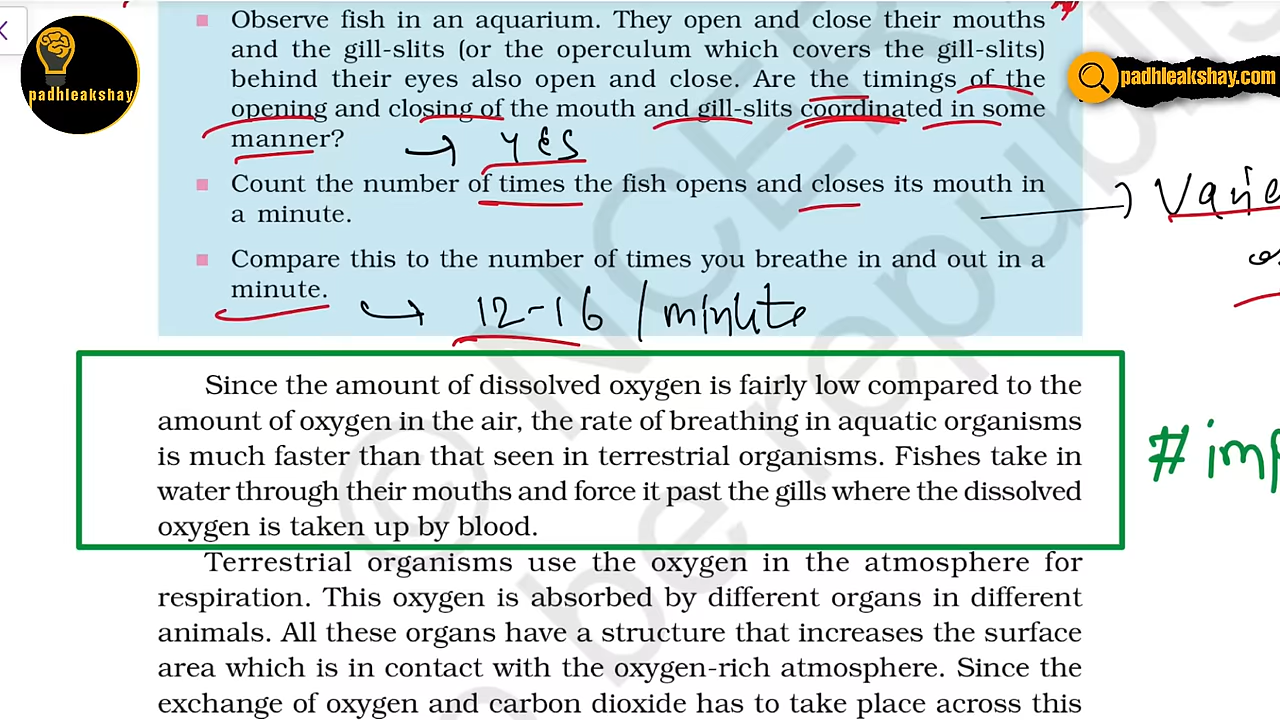 Observe fish in an aquarium. They open and close their mouths
and the gill-slits (or the operculum which covers the gill-slits)
behind their eyes also open and close. Are the timings of the
opening and closing of the mouth and gill-slits coordinated in some
manner? → YES
Count the number of times the fish opens and closes its mouth in
a minute.
Compare this to the number of times you breathe in and out in a
minute. → 12-16 / minute
Since the amount of dissolved oxygen is fairly low compared to the
amount of oxygen in the air, the rate of breathing in aquatic organisms
is much faster than that seen in terrestrial organisms. Fishes take in
water through their mouths and force it past the gills where the dissolved
oxygen is taken up by blood.
# imp
Terrestrial organisms use the oxygen in the atmosphere for
respiration. This oxygen is absorbed by different organs in different
animals. All these organs have a structure that increases the surface
area which is in contact with the oxygen-rich atmosphere. Since the
exchange of oxygen and carbon dioxide has to take place across this
padhleakshay
padhleakshay.com